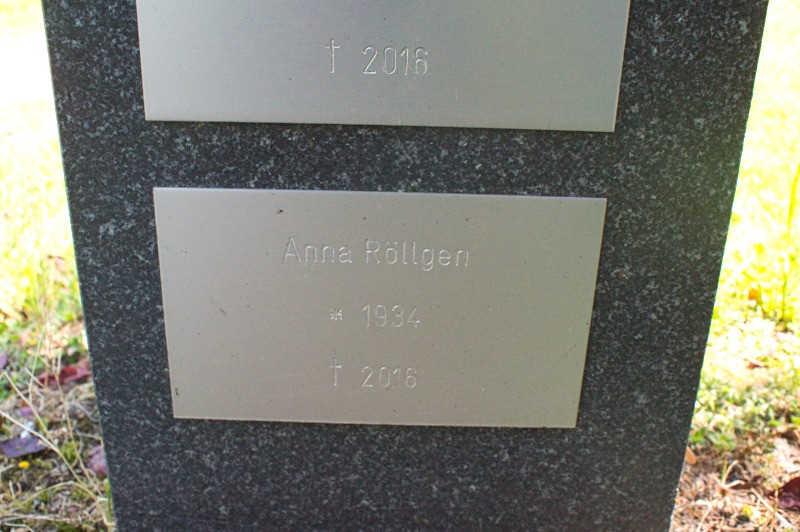 † 2016
Anna Röllgen
* 1934
† 2016